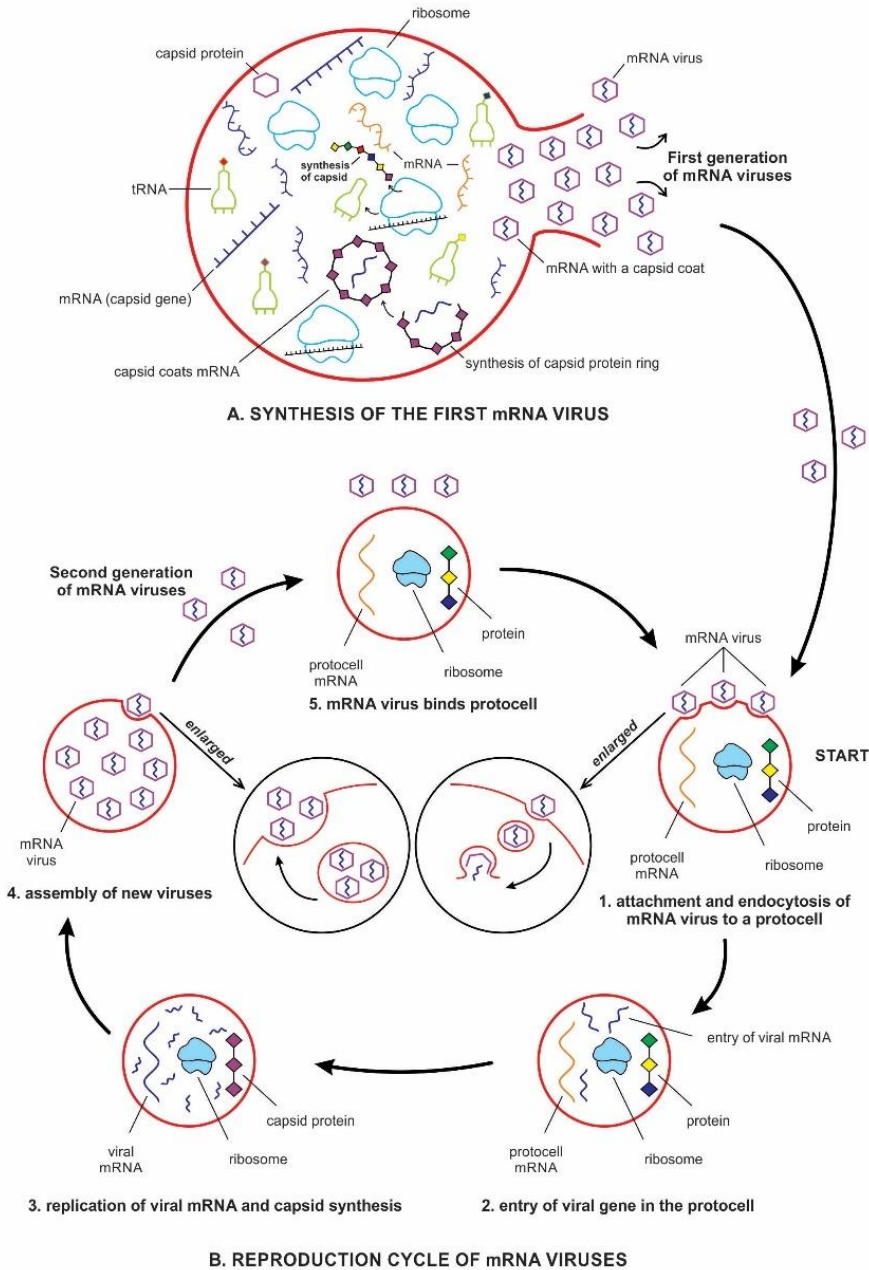 ribosome
capsid protein
mRNA virus
synthesis
of capsid
mRNA
First generation
of mRNA viruses
tRNA
mRNA with a capsid coat
mRNA (capsid gene)
capsid coats mRNA
synthesis of capsid protein ring
A. SYNTHESIS OF THE FIRST mRNA VIRUS
Second generation
of mRNA viruses
protein
protocell
mRNA
ribosome
5. mRNA virus binds protocell
mRNA virus
enlarged
enlarged
START
protein
mRNA
virus
protocell
mRNA
ribosome
4. assembly of new viruses
1. attachment and endocytosis of
mRNA virus to a protocell
entry of viral mRNA
capsid protein
protein
viral
mRNA
ribosome
protocell
mRNA
ribosome
3. replication of viral mRNA and capsid synthesis
2. entry of viral gene in the protocell
B. REPRODUCTION CYCLE OF mRNA VIRUSES